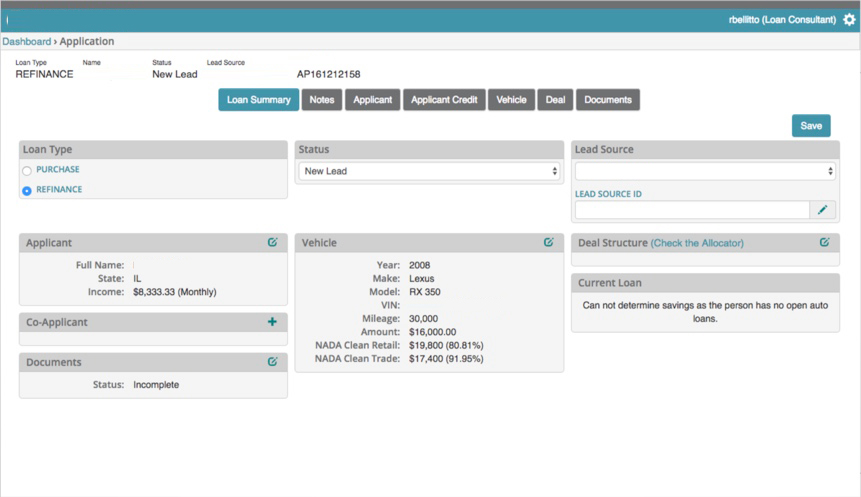 rbellitto (Loan Consultant)
Dashboard › Application
Loan Type Name Status Lead Source
REFINANCE New Lead AP161212158
Loan Summary Notes Applicant Applicant Credit Vehicle Deal Documents
Save
Loan Type
PURCHASE
REFINANCE
Status
New Lead
Lead Source
LEAD SOURCE ID
Applicant
Full Name:
State: IL
Income: $8,333.33 (Monthly)
Co-Applicant
Documents
Status: Incomplete
Vehicle
Year: 2008
Make: Lexus
Model: RX 350
VIN:
Mileage: 30,000
Amount: $16,000.00
NADA Clean Retail: $19,800 (80.81%)
NADA Clean Trade: $17,400 (91.95%)
Deal Structure (Check the Allocator)
Current Loan
Can not determine savings as the person has no open auto
loans.